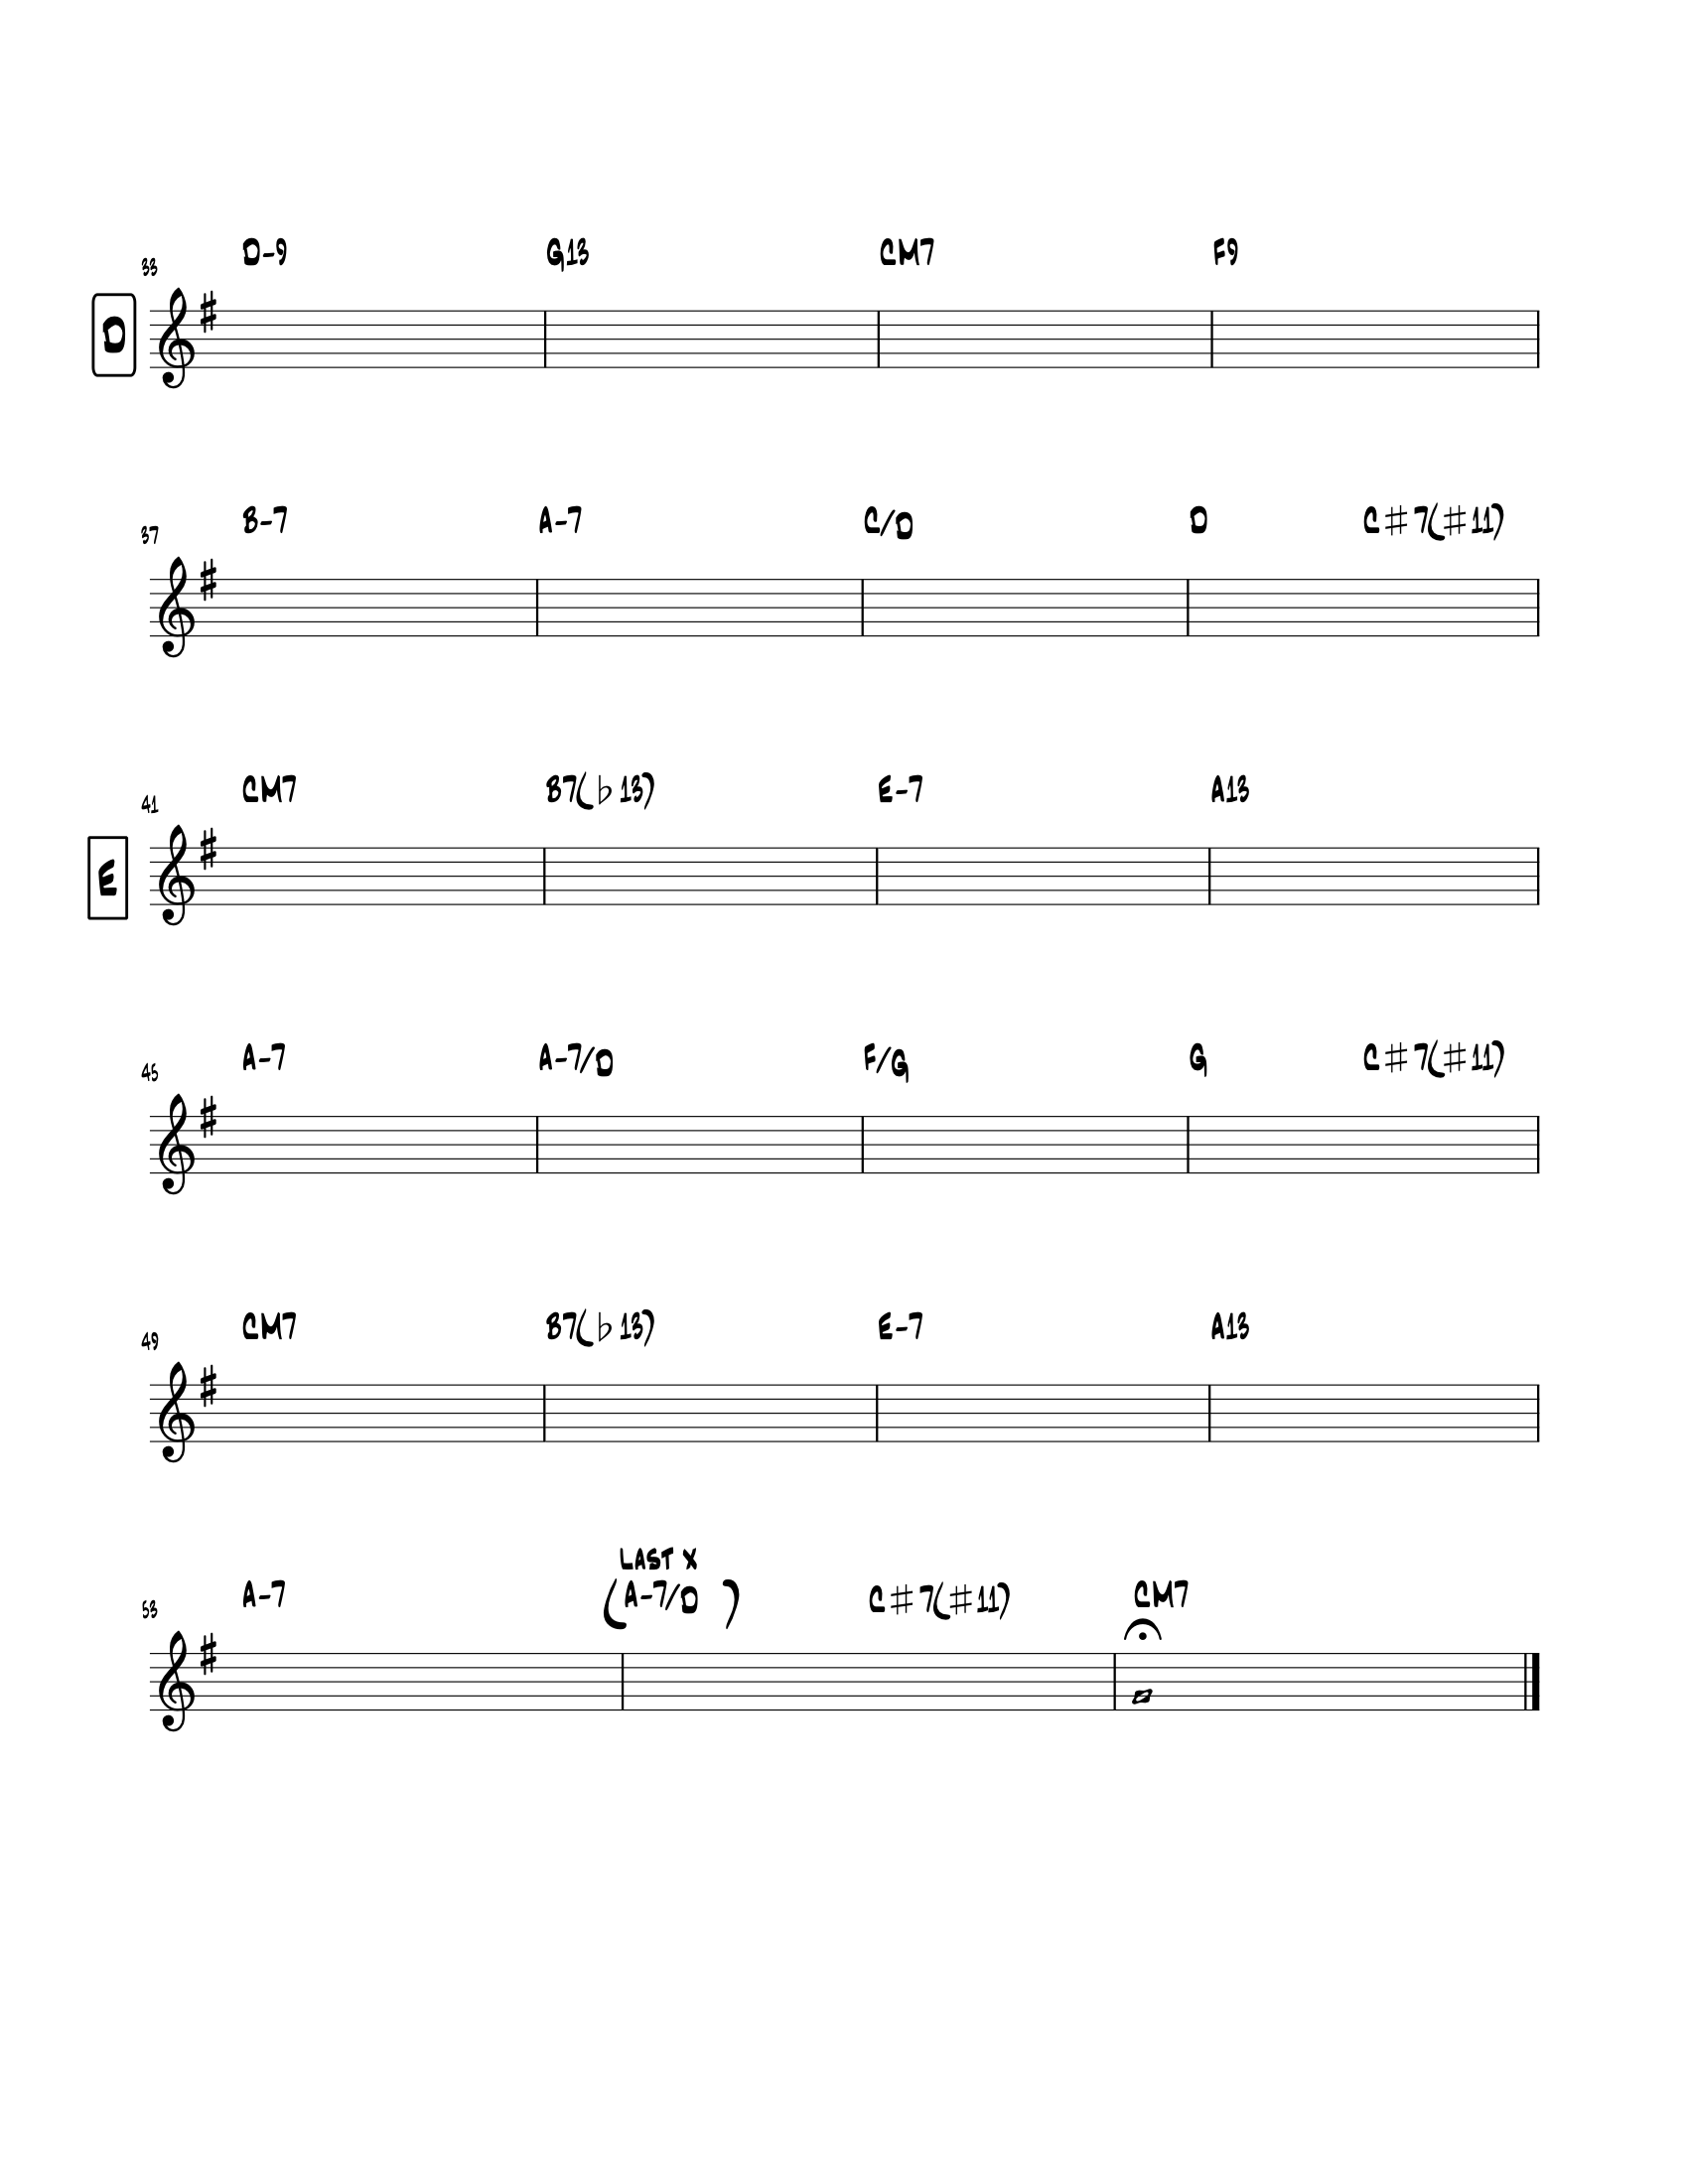 33 D-9 G13 CM7 F9
D
37 B-7 A-7 C/D D C♯7(♯11)
41 CM7 B7(♭13) E-7 A13
E
45 A-7 A-7/D F/G G C♯7(♯11)
49 CM7 B7(♭13) E-7 A13
LAST X
53 A-7 (A-7/D ) C♯7(♯11) CM7